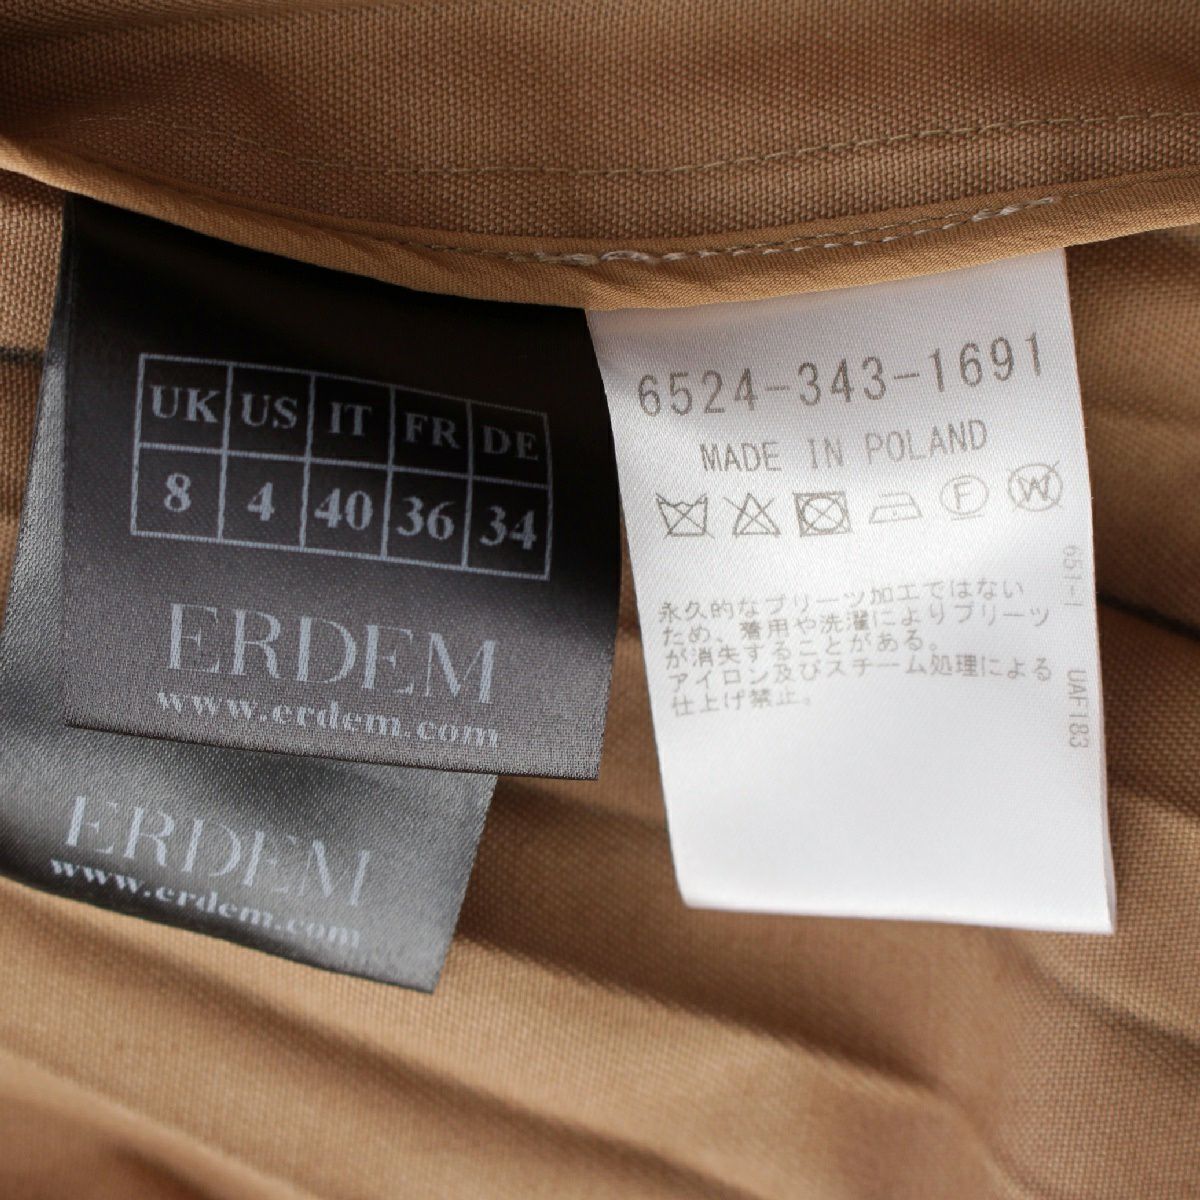 UK US IT FR DE
8 4 40 36 34
ERDEM
www.erdem.com
ERDEM
www.erdem.com
6524-343-1691
MADE IN POLAND
F W
永久的なプリーツ加工ではない
ため、着用や洗濯によりプリーツ
が消失することがある。
アイロン及びスチーム処理による
仕上げ禁止。
651-1 UAF183